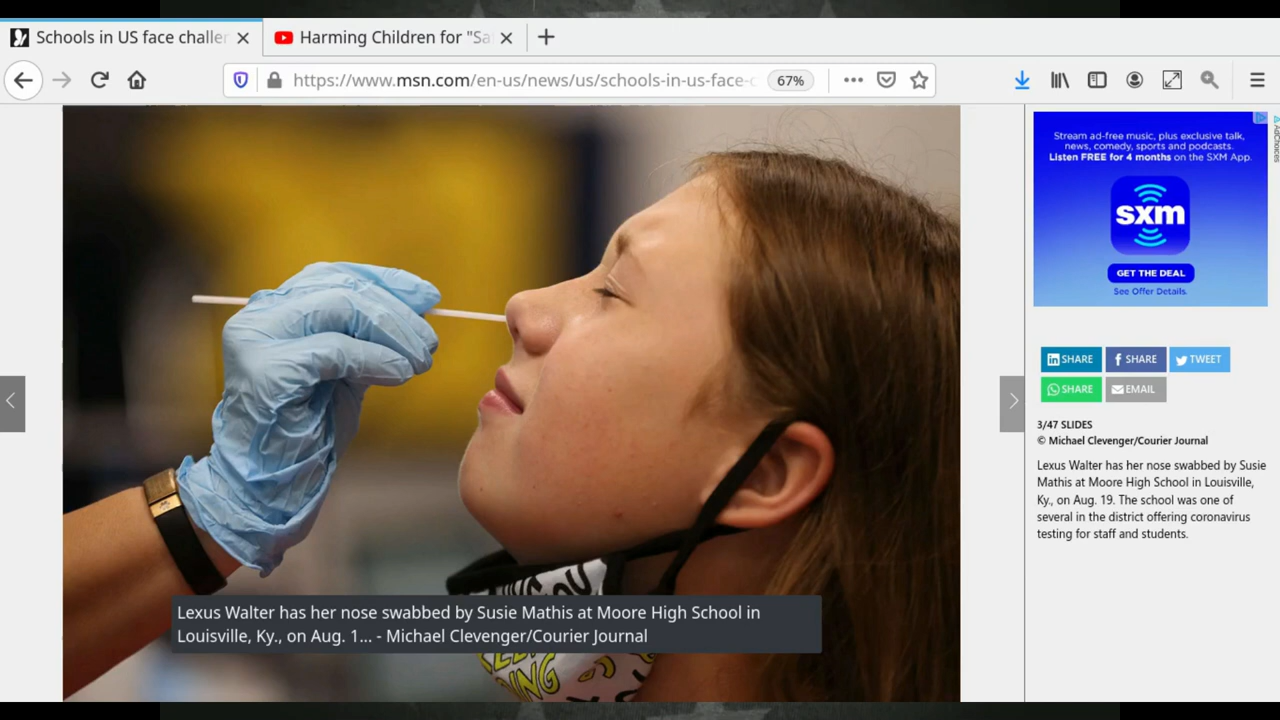 Schools in US face challer
Harming Children for "Sa
https://www.msn.com/en-us/news/us/schools-in-us-face-c
67%
Stream ad-free music, plus exclusive talk,
news, comedy, sports and podcasts.
Listen FREE for 4 months on the SXM App.
sxm
GET THE DEAL
See Offer Details.
AdChoices
in SHARE
f SHARE
TWEET
SHARE
EMAIL
3/47 SLIDES
© Michael Clevenger/Courier Journal
Lexus Walter has her nose swabbed by Susie
Mathis at Moore High School in Louisville,
Ky., on Aug. 19. The school was one of
several in the district offering coronavirus
testing for staff and students.
Lexus Walter has her nose swabbed by Susie Mathis at Moore High School in
Louisville, Ky., on Aug. 1... - Michael Clevenger/Courier Journal